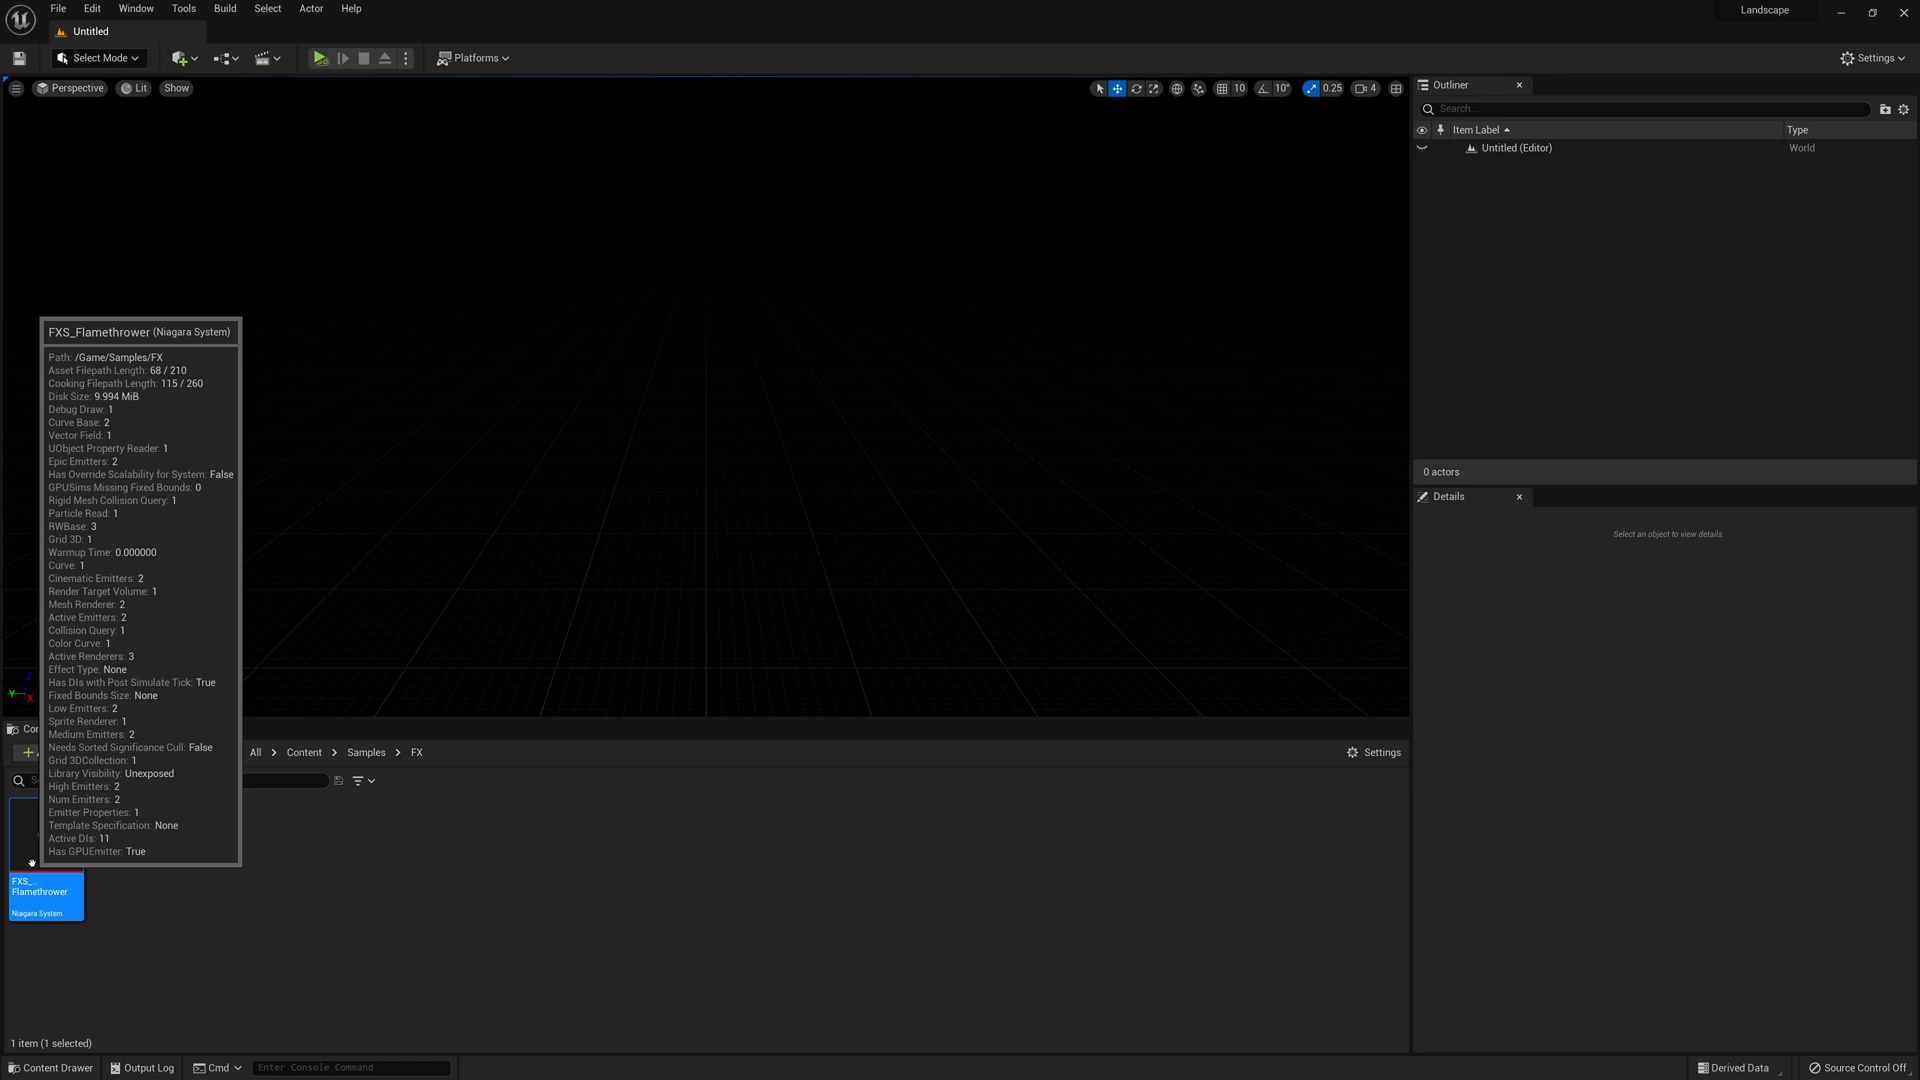 File Edit Window Tools Build Select Actor Help
Landscape
Untitled
Select Mode
Platforms
Settings
Perspective
Lit
Show
10
10°
0.25
4
Outliner
Search...
Item Label
Type
Untitled (Editor)
World
0 actors
Details
Select an object to view details.
FXS_Flamethrower (Niagara System)
Path: /Game/Samples/FX
Asset Filepath Length: 68 / 210
Cooking Filepath Length: 115 / 260
Disk Size: 9.994 MiB
Debug Draw: 1
Curve Base: 2
Vector Field: 1
UObject Property Reader: 1
Epic Emitters: 2
Has Override Scalability for System: False
GPUSims Missing Fixed Bounds: 0
Rigid Mesh Collision Query: 1
Particle Read: 1
RWBase: 3
Grid 3D: 1
Warmup Time: 0.000000
Curve: 1
Cinematic Emitters: 2
Render Target Volume: 1
Mesh Renderer: 2
Active Emitters: 2
Collision Query: 1
Color Curve: 1
Active Renderers: 3
Effect Type: None
Has DIs with Post Simulate Tick: True
Fixed Bounds Size: None
Low Emitters: 2
Sprite Renderer: 1
Medium Emitters: 2
Needs Sorted Significance Cull: False
Grid 3DCollection: 1
Library Visibility: Unexposed
High Emitters: 2
Num Emitters: 2
Emitter Properties: 1
Template Specification: None
Active DIs: 11
Has GPUEmitter: True
Y
X
All > Content > Samples > FX
Settings
FXS_...
Flamethrower
Niagara System
1 item (1 selected)
Content Drawer
Output Log
Cmd
Enter Console Command
Derived Data
Source Control Off